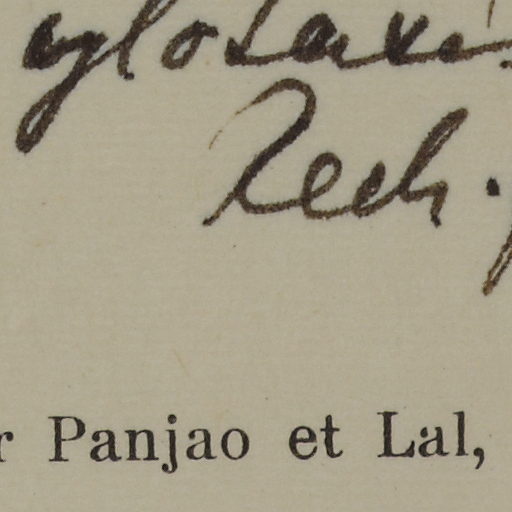 Rech.
r Panjao et Lal,